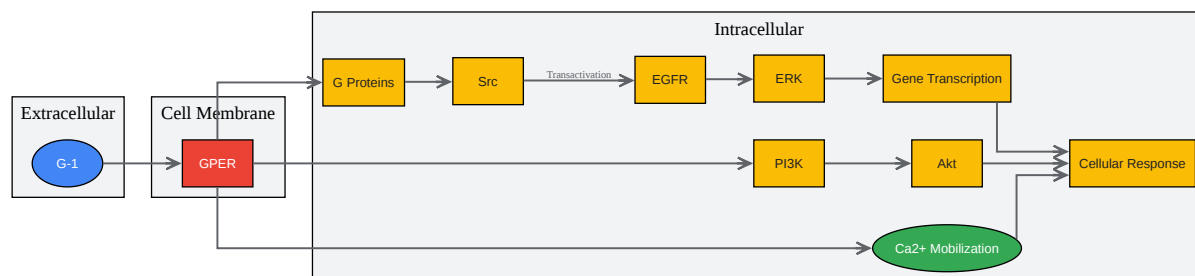 Intracellular
Extracellular
Cell Membrane
G-1
GPER
G Proteins
Src
Transactivation
EGFR
ERK
Gene Transcription
PI3K
Akt
Cellular Response
Ca2+ Mobilization